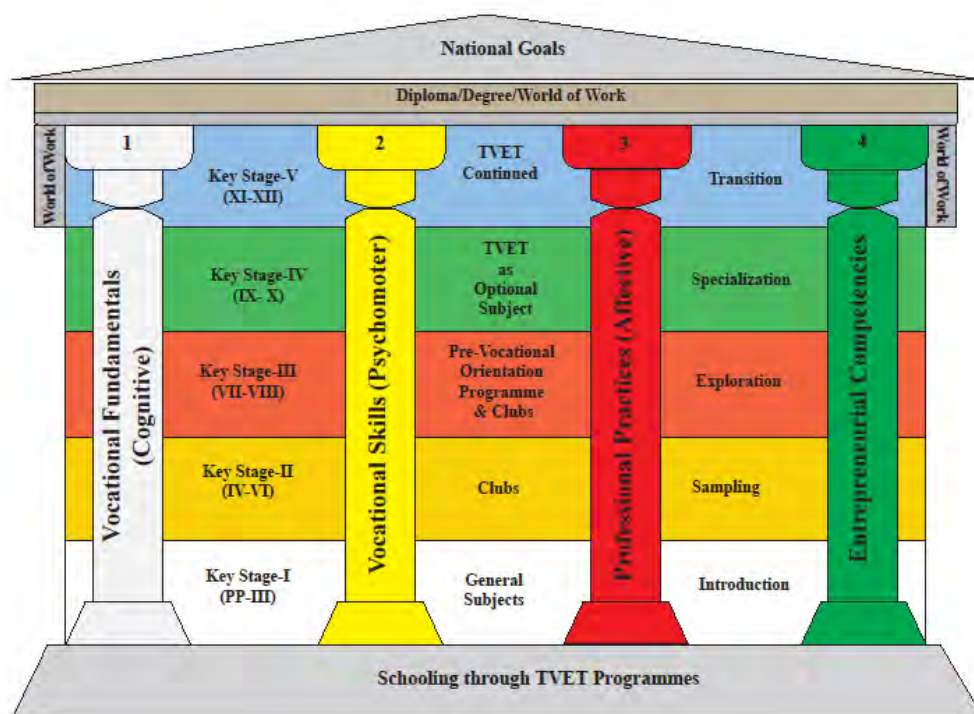 National Goals
Diploma/Degree/World of Work
World of Work
1
2
3
4
World of Work
Key Stage-V
(XI-XII)
TVET
Continued
Transition
Key Stage-IV
(IX- X)
TVET
as
Optional
Subject
Specialization
Key Stage-III
(VII-VIII)
Pre-Vocational
Orientation
Programme
& Clubs
Exploration
Key Stage-II
(IV-VI)
Clubs
Sampling
Key Stage-I
(PP-III)
General
Subjects
Introduction
Vocational Fundamentals
(Cognitive)
Vocational Skills (Psychomoter)
Professional Practices (Affective)
Entrepreneurial Competencies
Schooling through TVET Programmes